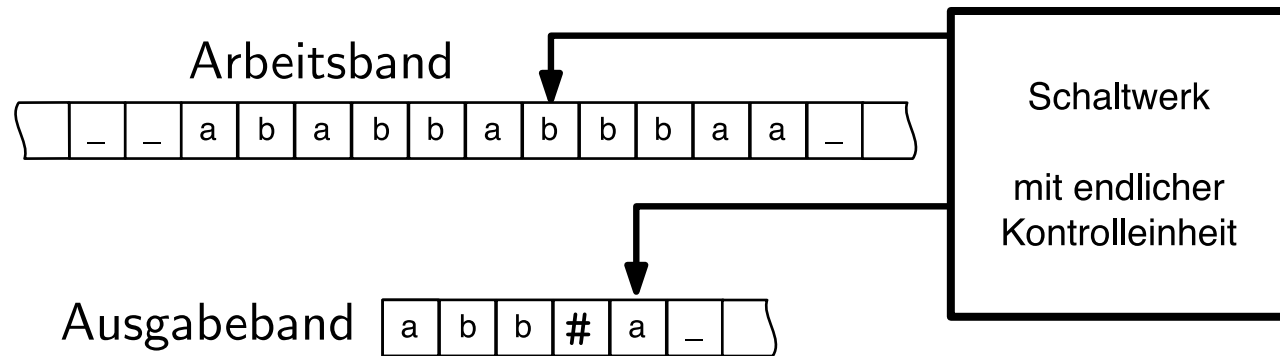 Arbeitsband
_ _ a b a b b a b b b a a _
Schaltwerk
mit endlicher
Kontrolleinheit
Ausgabeband a b b # a _